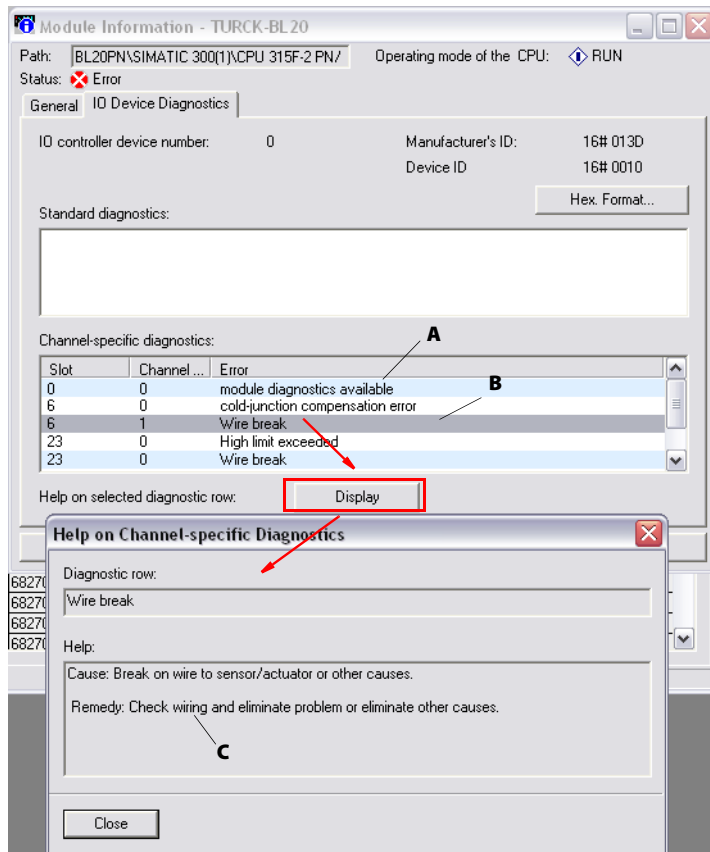 Module Information - TURCK-BL20
Path: BL20PN\SIMATIC 300(1)\CPU 315F-2 PN/ Operating mode of the CPU: RUN
Status: Error
General IO Device Diagnostics
IO controller device number: 0 Manufacturer's ID: 16# 013D
Device ID 16# 0010
Hex. Format...
Standard diagnostics:
Channel-specific diagnostics:
A
Slot Channel ... Error
0 0 module diagnostics available
B
6 0 cold-junction compensation error
6 1 Wire break
23 0 High limit exceeded
23 0 Wire break
Help on selected diagnostic row: Display
Help on Channel-specific Diagnostics
Diagnostic row:
6827
6827
6827
6827
Wire break
Help:
Cause: Break on wire to sensor/actuator or other causes.
Remedy: Check wiring and eliminate problem or eliminate other causes.
C
Close